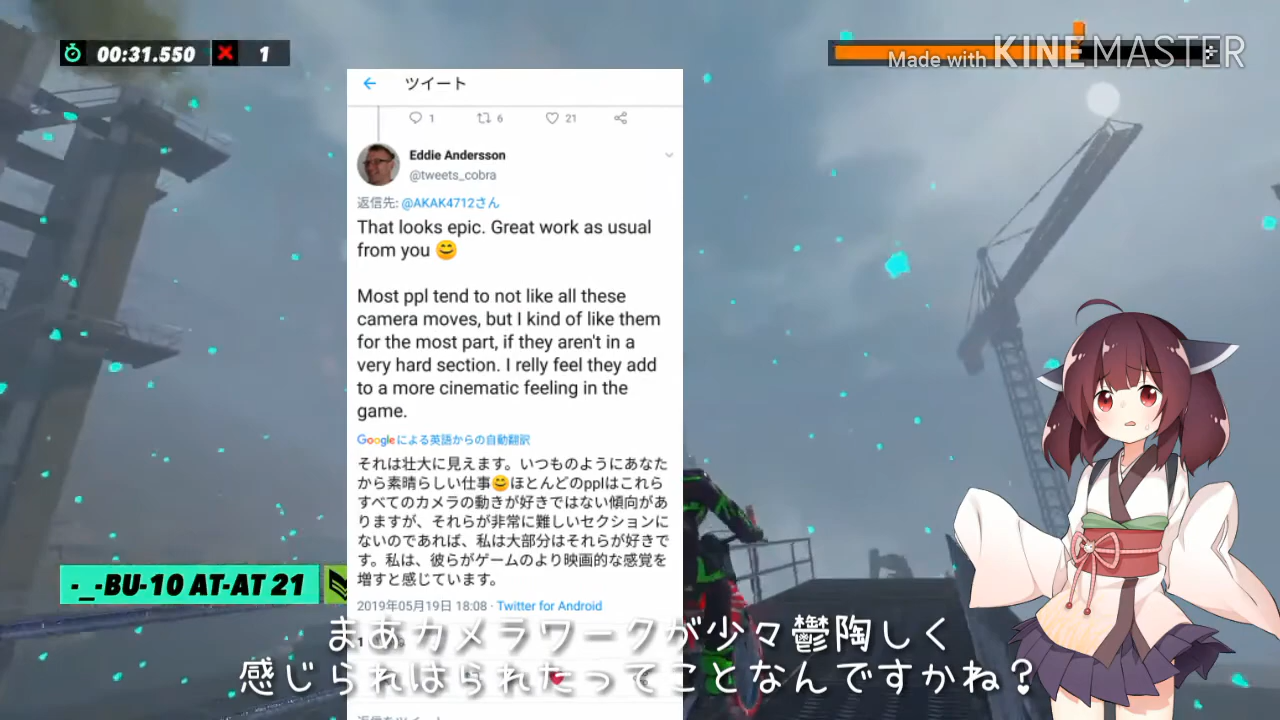 00:31.550
1
Made with KINEMASTER
ツイート
1 6 21
Eddie Andersson
@tweets_cobra
返信先: @AKAK4712さん
That looks epic. Great work as usual
from you 😊
Most ppl tend to not like all these
camera moves, but I kind of like them
for the most part, if they aren't in a
very hard section. I relly feel they add
to a more cinematic feeling in the
game.
Googleによる英語からの自動翻訳
それは壮大に見えます。いつものようにあなた
から素晴らしい仕事😊ほとんどのpplはこれら
すべてのカメラの動きが好きではない傾向があ
りますが、それらが非常に難しいセクションに
ないのであれば、私は大部分はそれらが好きで
す。私は、彼らがゲームのより映画的な感覚を
増すと感じています。
2019年05月19日 18:08 · Twitter for Android
-_-BU-10 AT-AT 21
まあカメラワークが少々鬱陶しく
感じられはられたってことなんですかね?